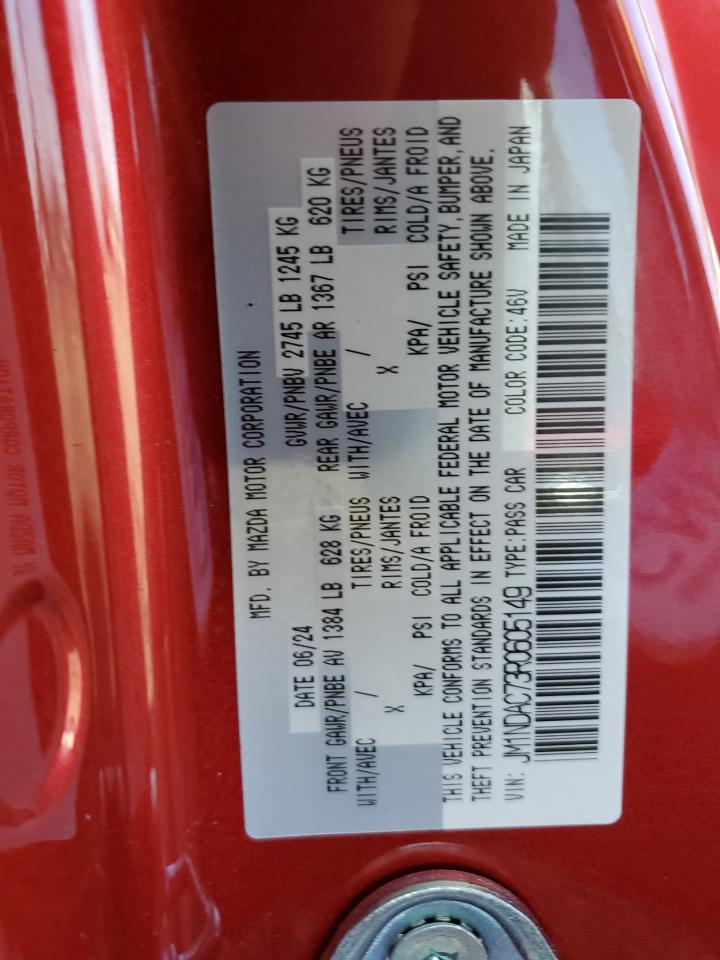 MFD. BY MAZDA MOTOR CORPORATION
DATE 06/24 GVWR/PNBV 2745 LB 1245 KG
FRONT GAWR/PNBE AV 1384 LB 628 KG REAR GAWR/PNBE AR 1367 LB 620 KG
WITH/AVEC / TIRES/PNEUS WITH/AVEC / TIRES/PNEUS
X RIMS/JANTES X RIMS/JANTES
KPA/ PSI COLD/A FROID KPA/ PSI COLD/A FROID
THIS VEHICLE CONFORMS TO ALL APPLICABLE FEDERAL MOTOR VEHICLE SAFETY, BUMPER, AND
THEFT PREVENTION STANDARDS IN EFFECT ON THE DATE OF MANUFACTURE SHOWN ABOVE.
VIN: JM1NDAC73R0605149 TYPE:PASS CAR COLOR CODE:46V MADE IN JAPAN